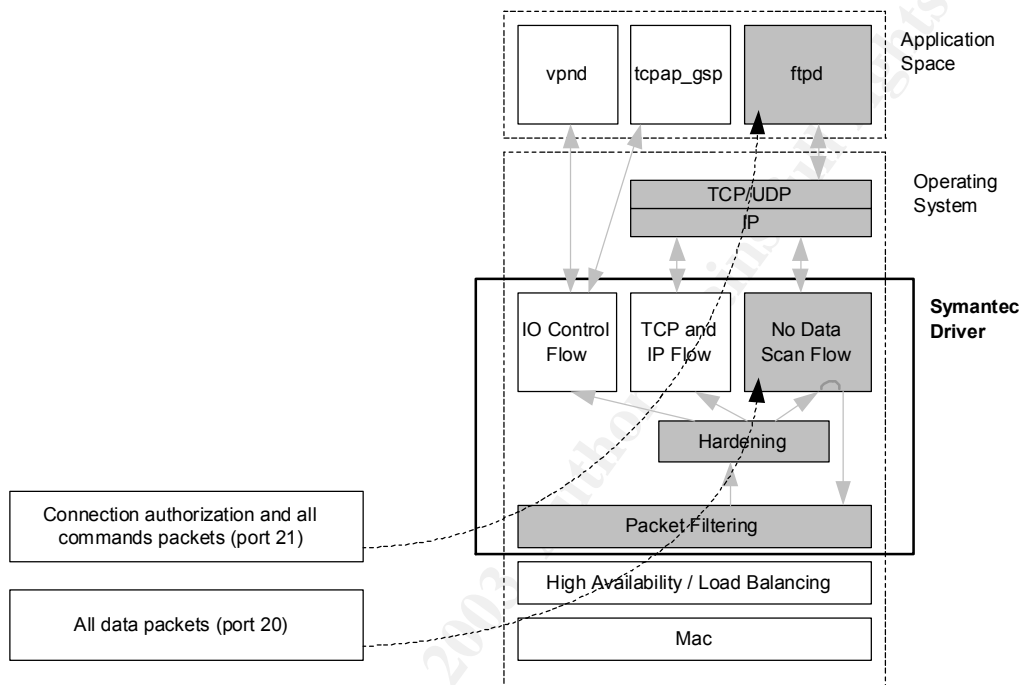 Application
Space
vpnd
tcpap_gsp
ftpd
Operating
System
TCP/UDP
IP
Symantec
Driver
IO Control
Flow
TCP and
IP Flow
No Data
Scan Flow
Hardening
Connection authorization and all
commands packets (port 21)
Packet Filtering
High Availability / Load Balancing
All data packets (port 20)
Mac
2003